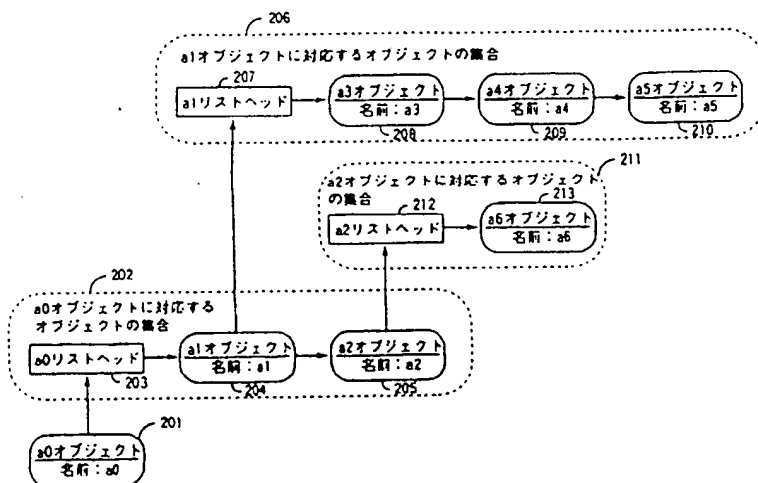 206
a1オブジェクトに対応するオブジェクトの集合
207
a1リストヘッド
a3オブジェクト
名前:a3
208
a4オブジェクト
名前:a4
209
a5オブジェクト
名前:a5
210
211
a2オブジェクトに対応するオブジェクト
の集合
212
213
a2リストヘッド
a6オブジェクト
名前:a6
202
a0オブジェクトに対応する
オブジェクトの集合
a0リストヘッド
203
a1オブジェクト
名前:a1
204
a2オブジェクト
名前:a2
205
201
a0オブジェクト
名前:a0